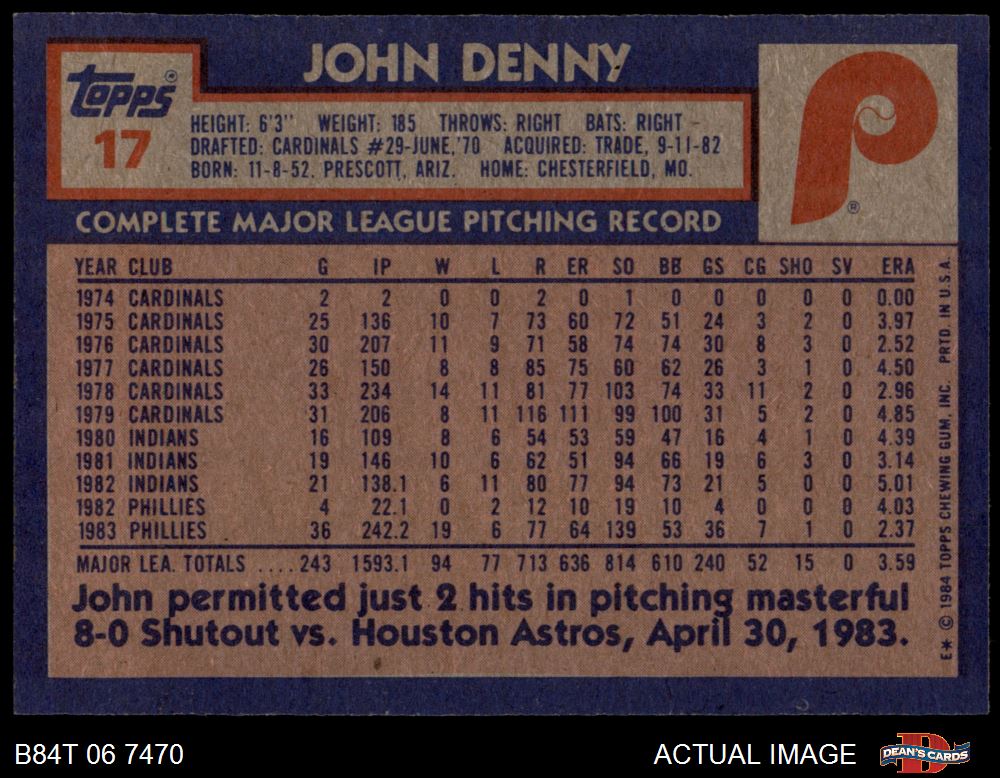 JOHN DENNY
Topps®
17
HEIGHT: 6'3" WEIGHT: 185 THROWS: RIGHT BATS: RIGHT
DRAFTED: CARDINALS #29-JUNE,'70 ACQUIRED: TRADE, 9-11-82
BORN: 11-8-52. PRESCOTT, ARIZ. HOME: CHESTERFIELD, MO.
P®
COMPLETE MAJOR LEAGUE PITCHING RECORD
YEAR CLUB G IP W L R ER SO BB GS CG SHO SV ERA
1974 CARDINALS 2 2 0 0 2 0 1 0 0 0 0 0 0.00
1975 CARDINALS 25 136 10 7 73 60 72 51 24 3 2 0 3.97
1976 CARDINALS 30 207 11 9 71 58 74 74 30 8 3 0 2.52
1977 CARDINALS 26 150 8 8 85 75 60 62 26 3 1 0 4.50
1978 CARDINALS 33 234 14 11 81 77 103 74 33 11 2 0 2.96
1979 CARDINALS 31 206 8 11 116 111 99 100 31 5 2 0 4.85
1980 INDIANS 16 109 8 6 54 53 59 47 16 4 1 0 4.39
1981 INDIANS 19 146 10 6 62 51 94 66 19 6 3 0 3.14
1982 INDIANS 21 138.1 6 11 80 77 94 73 21 5 0 0 5.01
1982 PHILLIES 4 22.1 0 2 12 10 19 10 4 0 0 0 4.03
1983 PHILLIES 36 242.2 19 6 77 64 139 53 36 7 1 0 2.37
MAJOR LEA. TOTALS ....243 1593.1 94 77 713 636 814 610 240 52 15 0 3.59
John permitted just 2 hits in pitching masterful
8-0 Shutout vs. Houston Astros, April 30, 1983.
E* © 1984 TOPPS CHEWING GUM, INC. PRTD. IN U.S.A.
B84T 06 7470
ACTUAL IMAGE
D
DEAN'S CARDS